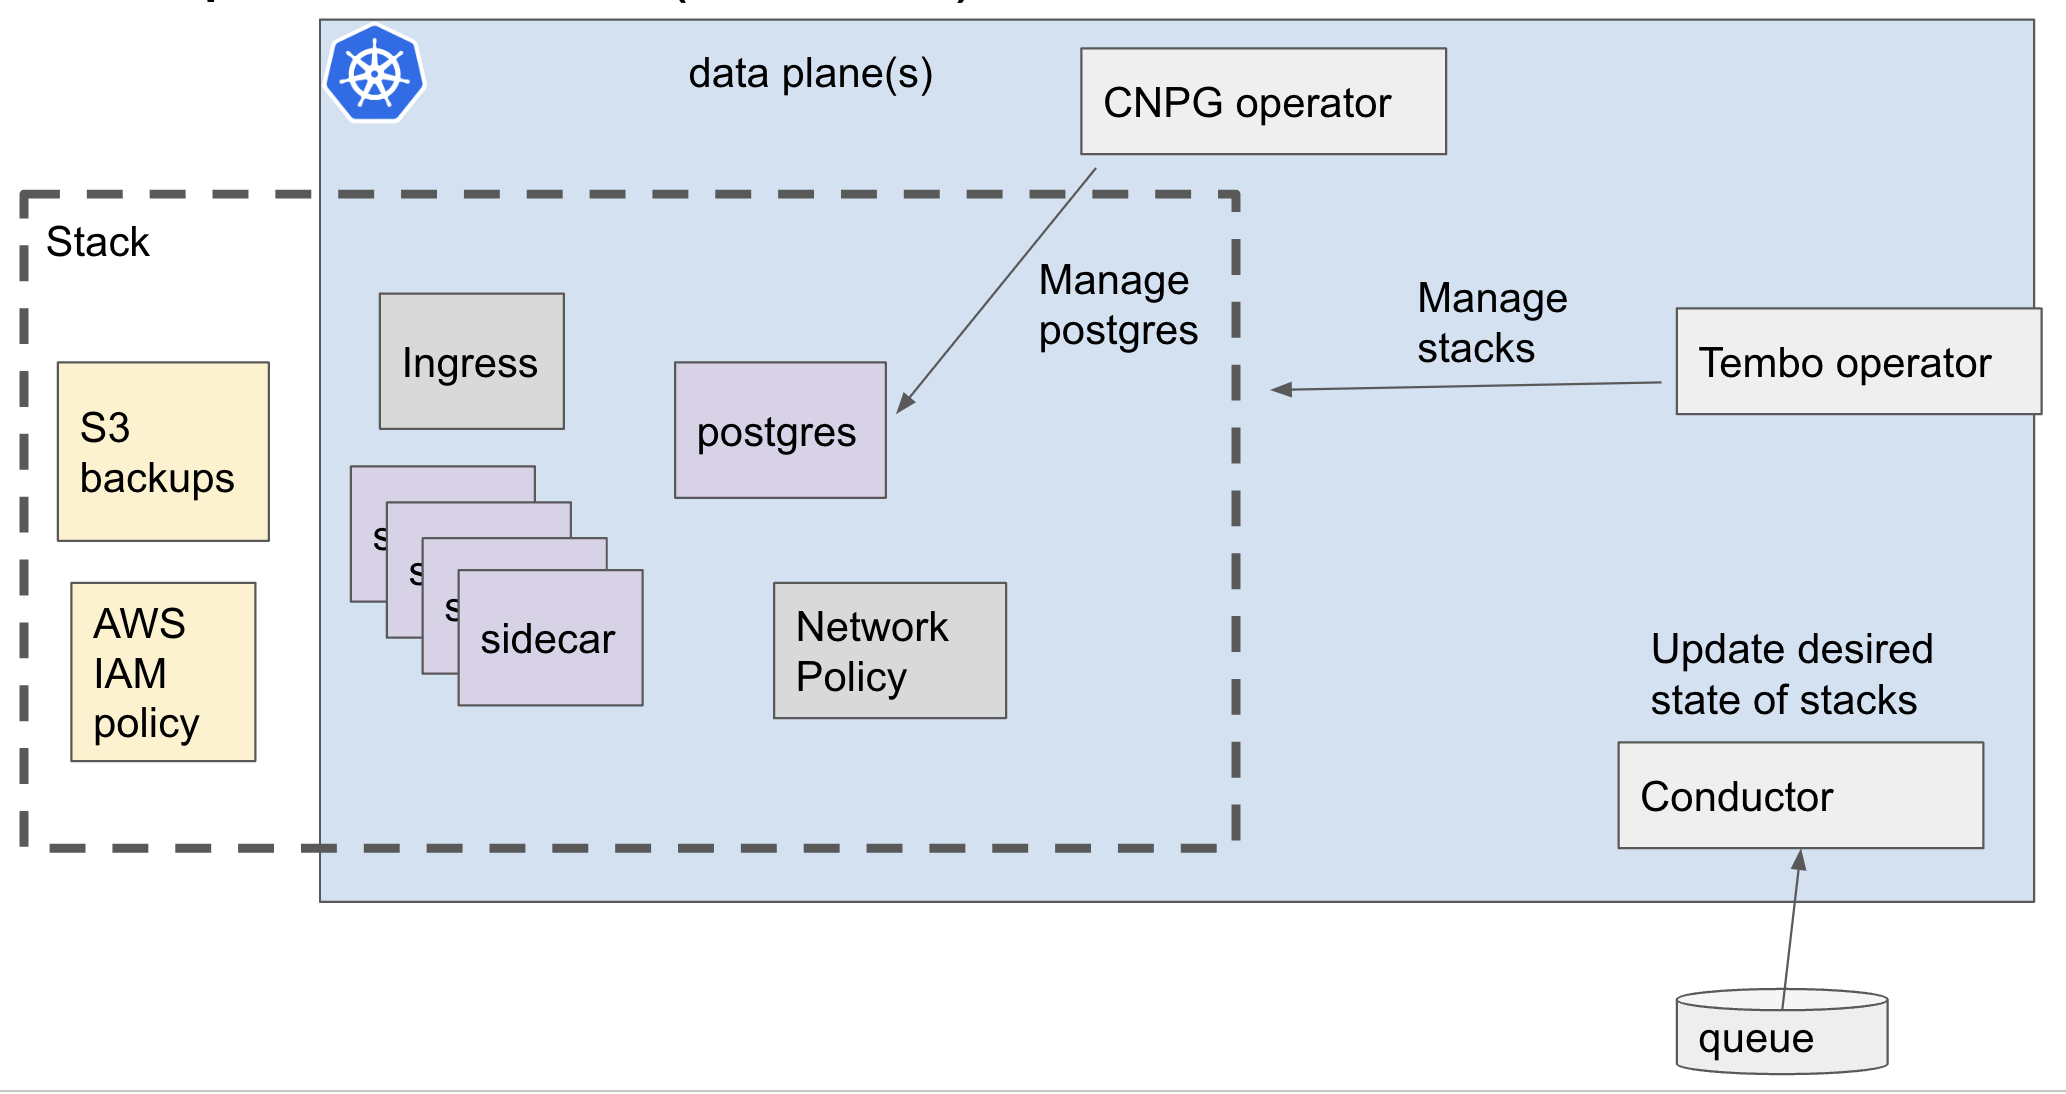 data plane(s)
CNPG operator
Stack
Manage
postgres
Manage
stacks
Ingress
Tembo operator
S3
backups
postgres
s
s
s
sidecar
AWS
IAM
policy
Network
Policy
Update desired
state of stacks
Conductor
queue